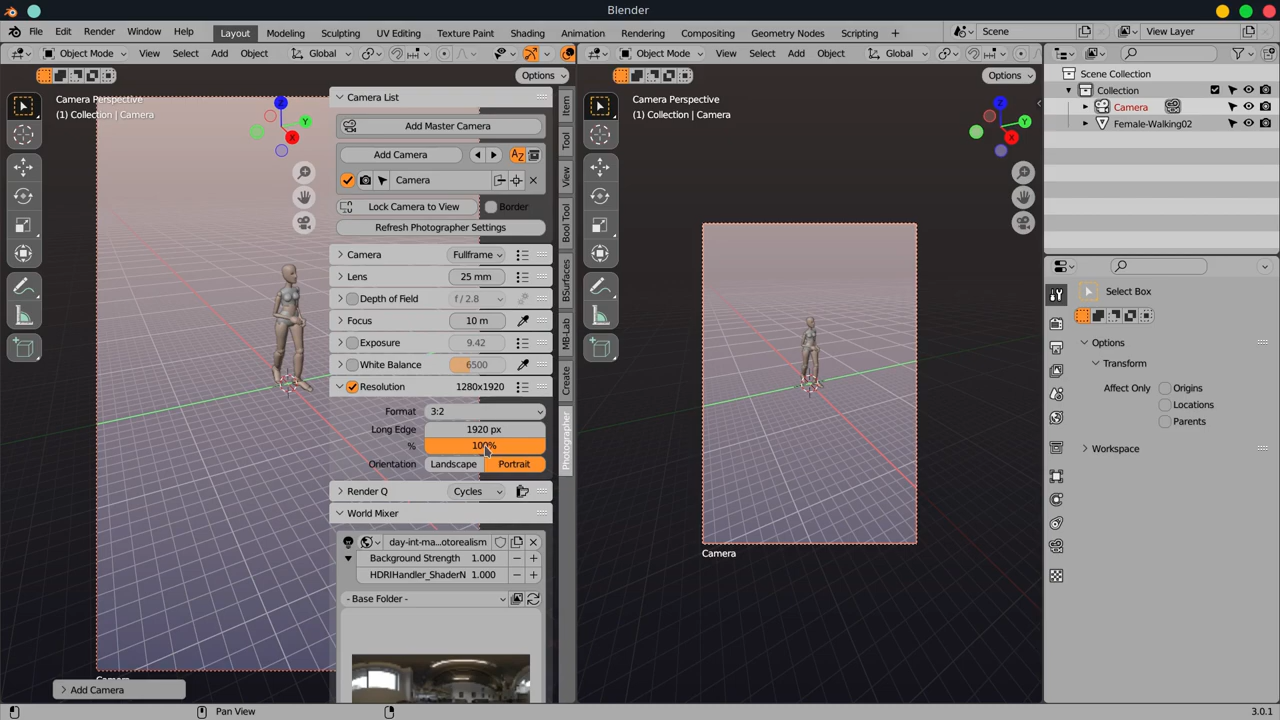 Blender
File Edit Render Window Help Layout Modeling Sculpting UV Editing Texture Paint Shading Animation Rendering Compositing Geometry Nodes Scripting + Scene View Layer
Object Mode View Select Add Object Global
Options
Camera Perspective
(1) Collection | Camera
Z
Y
X
Camera List
Add Master Camera
Add Camera
Camera
Lock Camera to View Border
Refresh Photographer Settings
Camera Fullframe
Lens 25 mm
Depth of Field f / 2.8
Focus 10 m
Exposure 9.42
White Balance 6500
Resolution 1280x1920
Format 3:2
Long Edge 1920 px
% 100%
Orientation Landscape Portrait
Render Q Cycles
World Mixer
day-int-ma...otorealism
Background Strength 1.000
HDRIHandler_ShaderN 1.000
- Base Folder -
Item
Tool
View
Bool Tool
BSurfaces
MB-Lab
Create
Photographer
Add Camera
Object Mode View Select Add Object Global
Options
Camera Perspective
(1) Collection | Camera
Z
Y
X
Camera
Scene Collection
Collection
Camera
Female-Walking02
Select Box
Options
Transform
Affect Only Origins
Locations
Parents
Workspace
Pan View
3.0.1